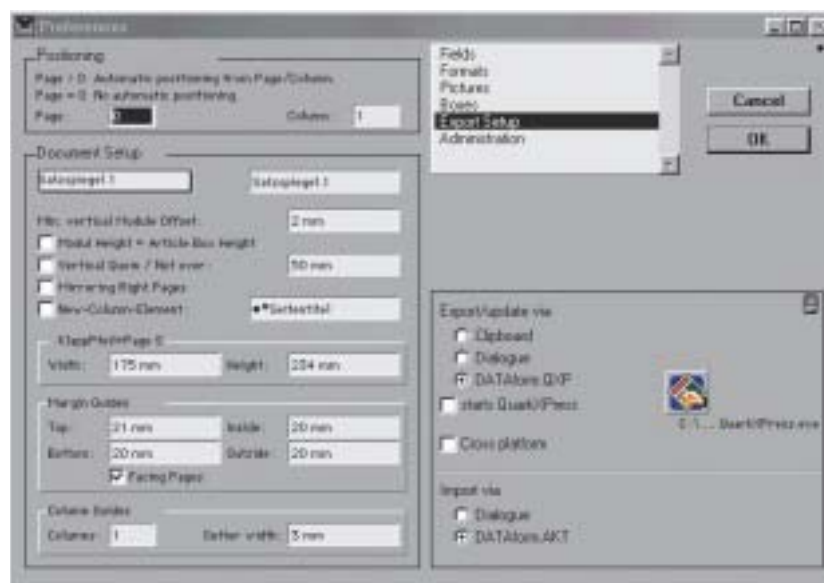 Preferences
Positioning
Page > 0: Automatic positioning from Page/Column.
Page = 0: No automatic positioning.
Page:
Column: 1
Document Setup
Satzspiegel 1
Satzspiegel 1
Min. vertical Module Offset: 2 mm
Modul Height = Article Box Height
Vertical / Not over: 50 mm
Mirroring Right Pages
New-Column-Element: Seitentitel
Width: 175 mm Height: 254 mm
Margin Guides
Top: 21 mm Inside: 20 mm
Bottom: 20 mm Outside: 20 mm
Facing Pages
Column Guides
Columns: 1 Gutter width: 5 mm
Fields
Formats
Pictures
Boxes
Export Setup
Administration
Cancel
OK
Export/update via
Clipboard
Dialogue
DATAform.QXP
starts QuarkXPress
C:\... QuarkXPress.exe
Cross platform
Import via
Dialogue
DATAform.AKT